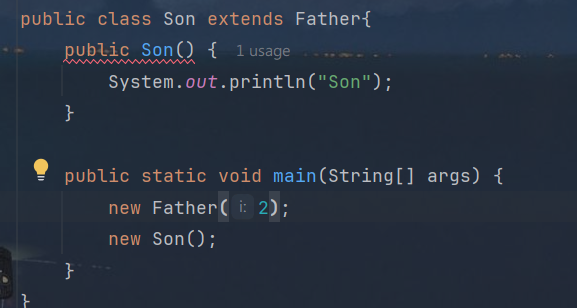 public class Son extends Father{
    public Son() {  1 usage
        System.out.println("Son");
    }

    public static void main(String[] args) {
        new Father( i: 2);
        new Son();
    }
}